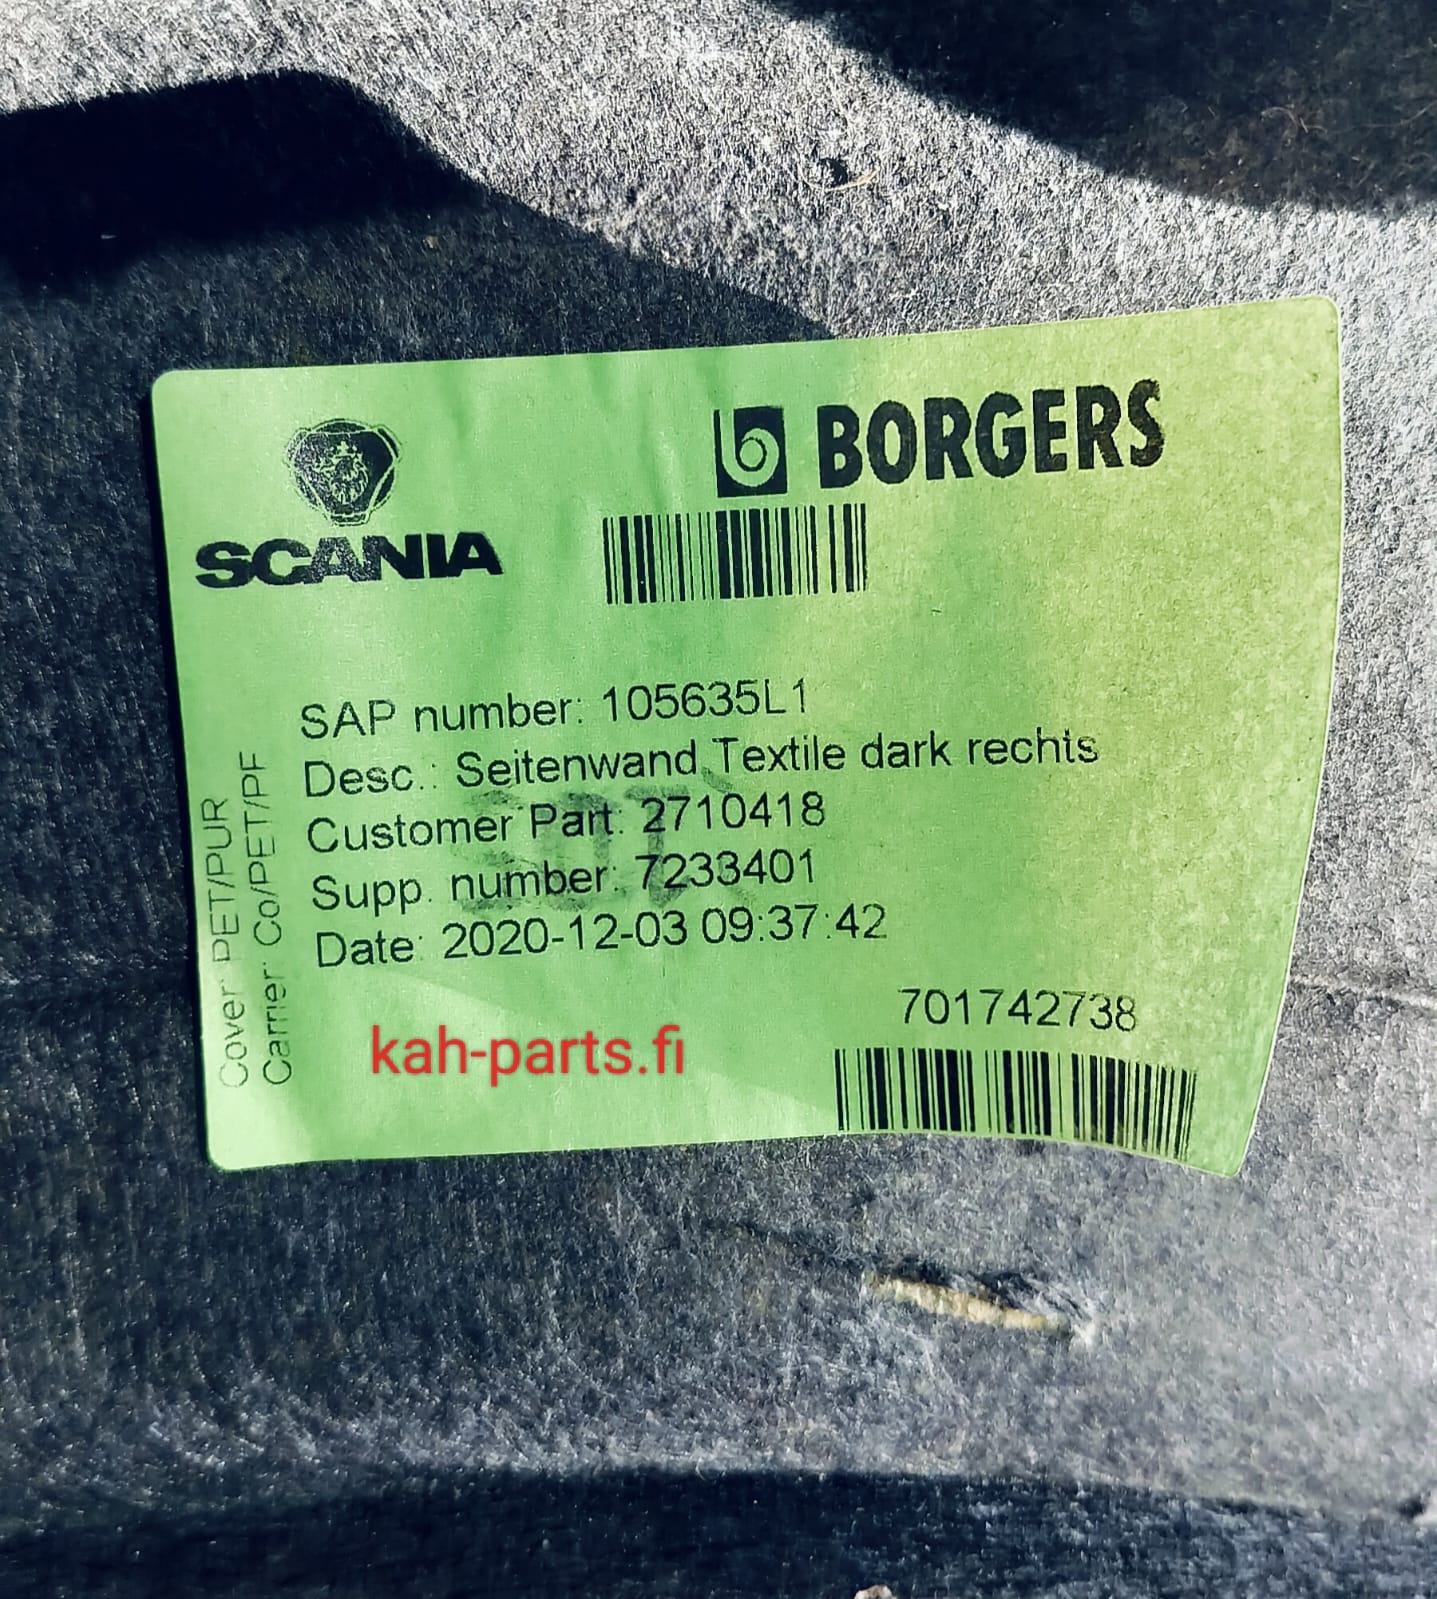 SCANIA
BORGERS
SAP number: 105635L1
Desc.: Seitenwand Textile dark rechts
Customer Part: 2710418
Supp. number: 7233401
Date: 2020-12-03 09:37:42
701742738
Cover: PET/PUR
Carrier: Co/PET/PF
kah-parts.fi